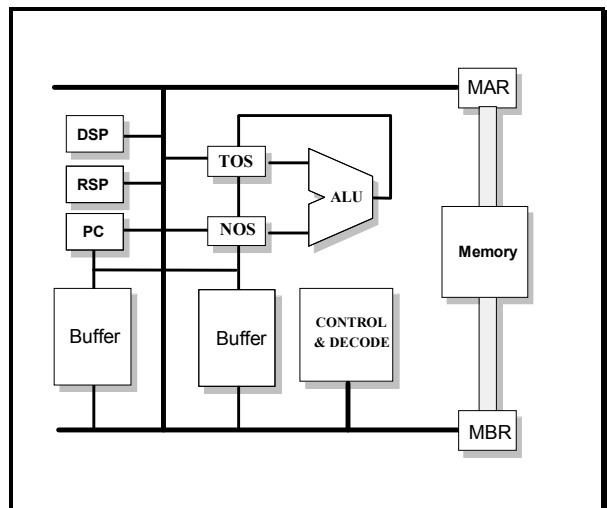 MAR
DSP
TOS
RSP
ALU
PC
NOS
Memory
Buffer
Buffer
CONTROL
& DECODE
MBR